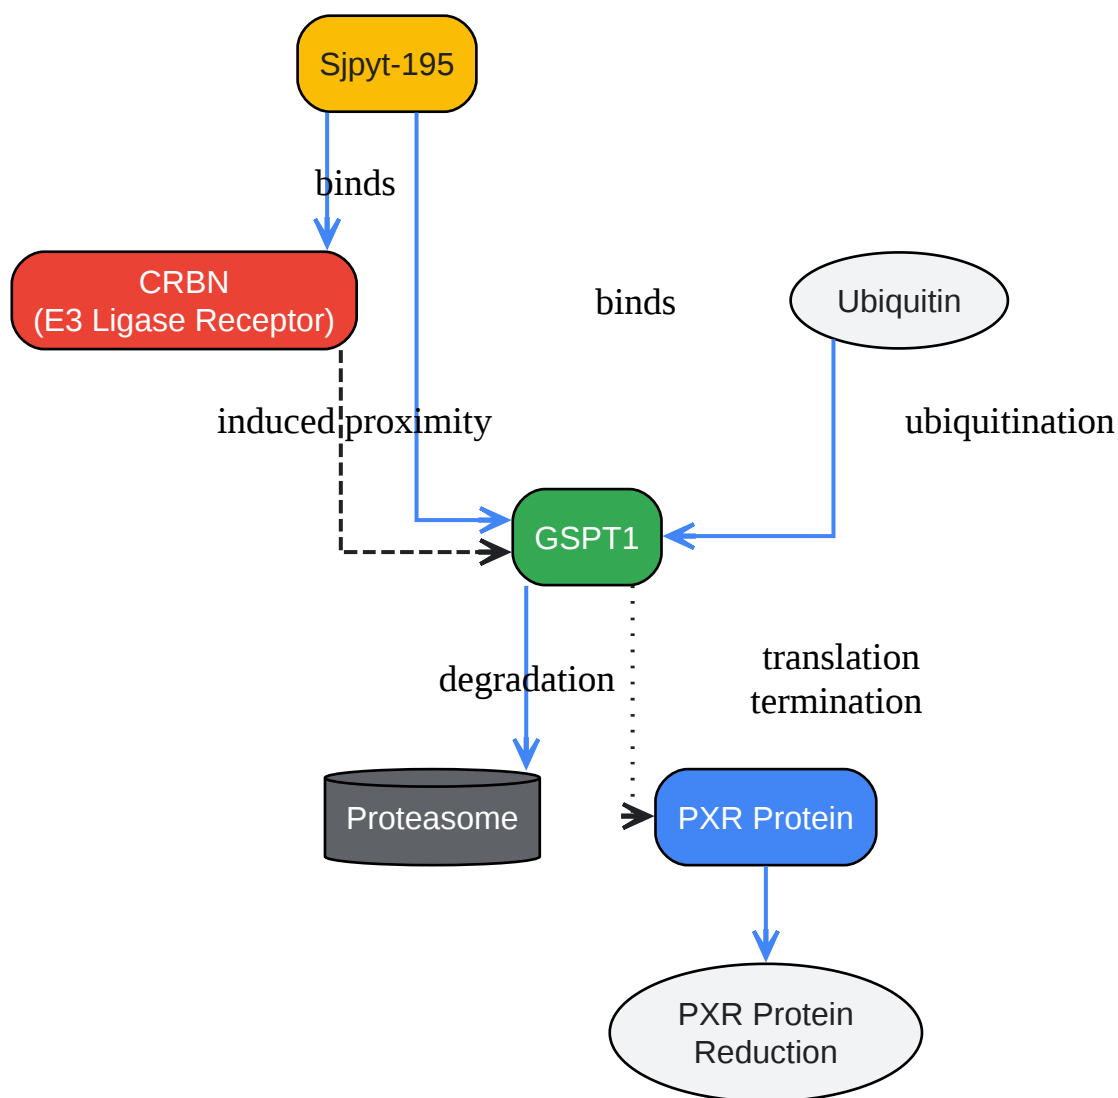 Sjpyt-195
binds
CRBN
(E3 Ligase Receptor)
binds
Ubiquitin
induced proximity
ubiquitination
GSPT1
degradation
translation
termination
Proteasome
PXR Protein
PXR Protein
Reduction